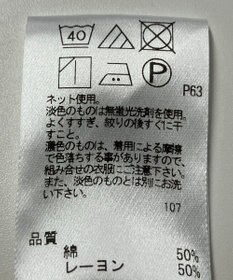 40
P
P63
ネット使用。
淡色のものは無蛍光洗剤を使用。
よくすすぎ、絞りの後すぐに干
すこと。
濃色のものは、着用による摩擦
で色落ちする事がありますので、
組み合せの衣服にご注意下さい。
また、淡色のものとは別にお洗
い下さい。
107
品質
綿 50%
レーヨン 50%